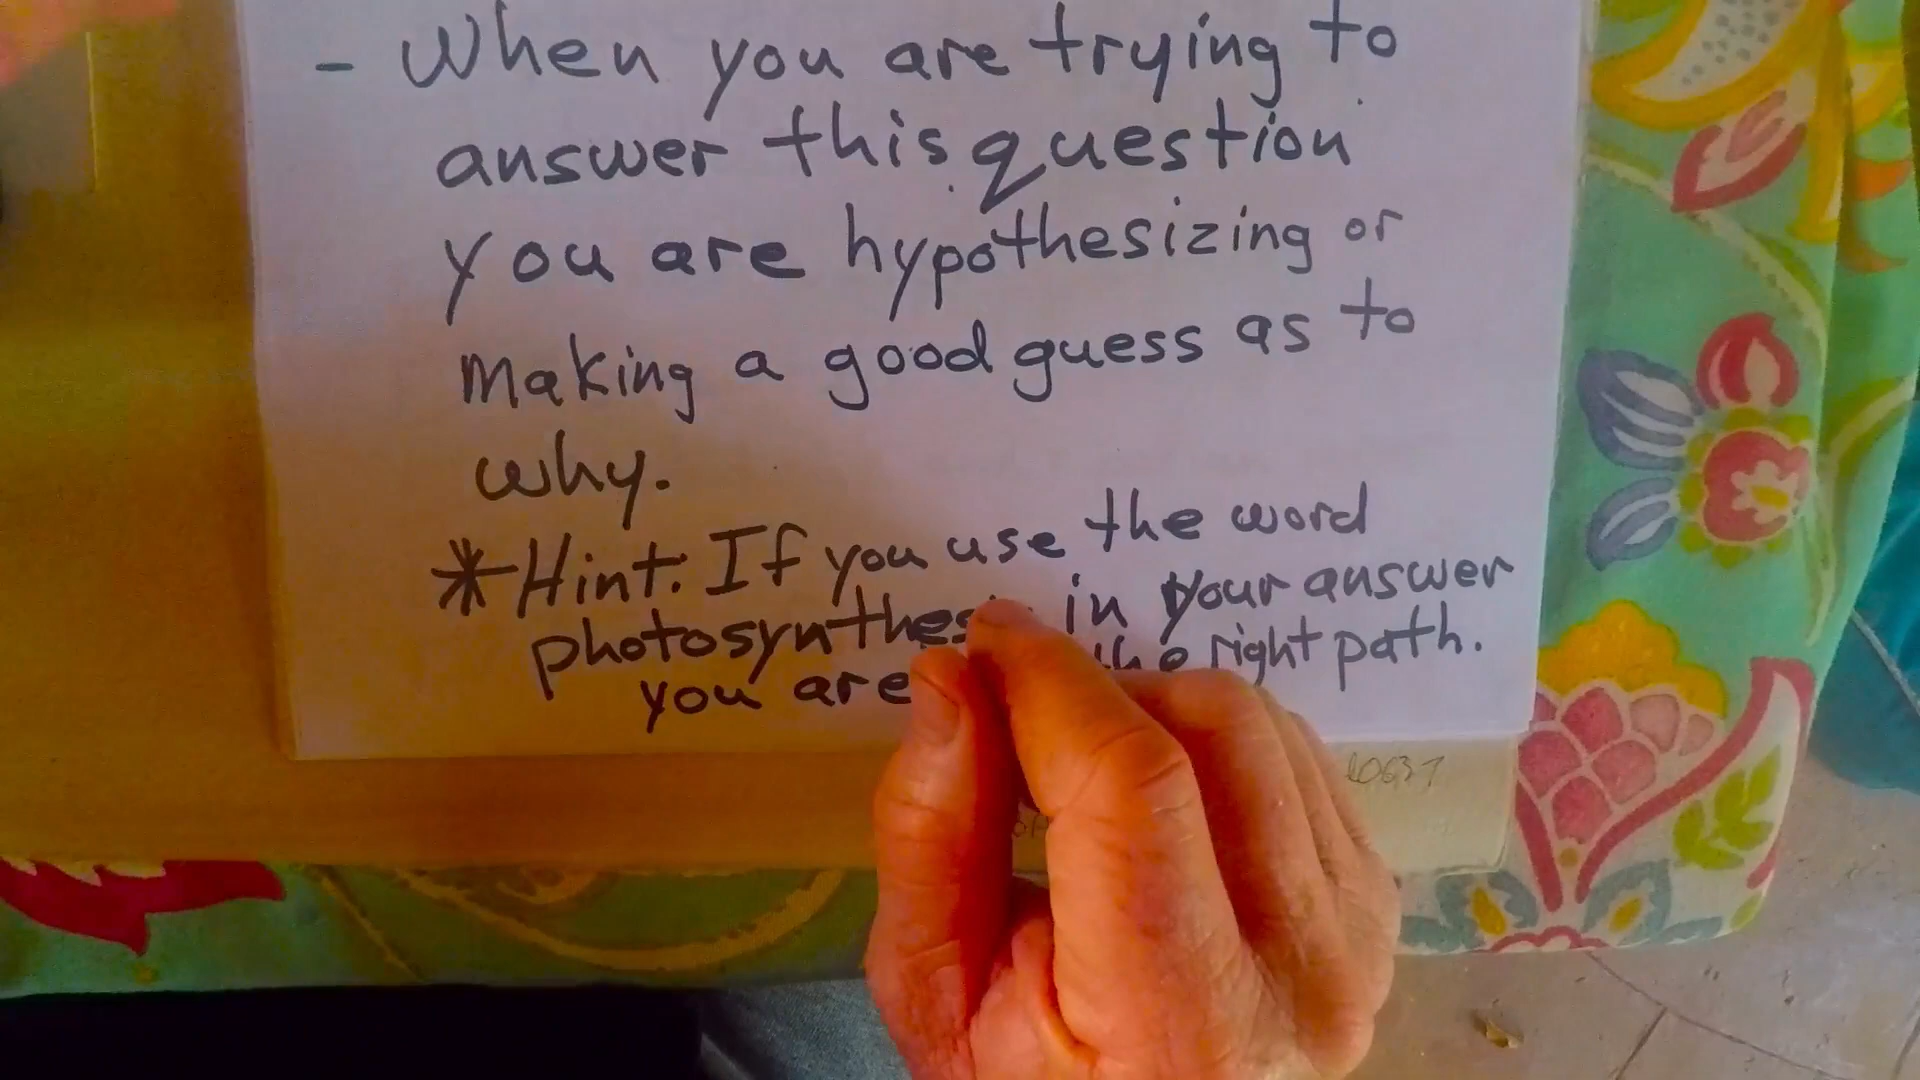 - When you are trying to
answer this question
you are hypothesizing or
making a good guess as to
why.
* Hint: If you use the word
in your answer
you are the right path.